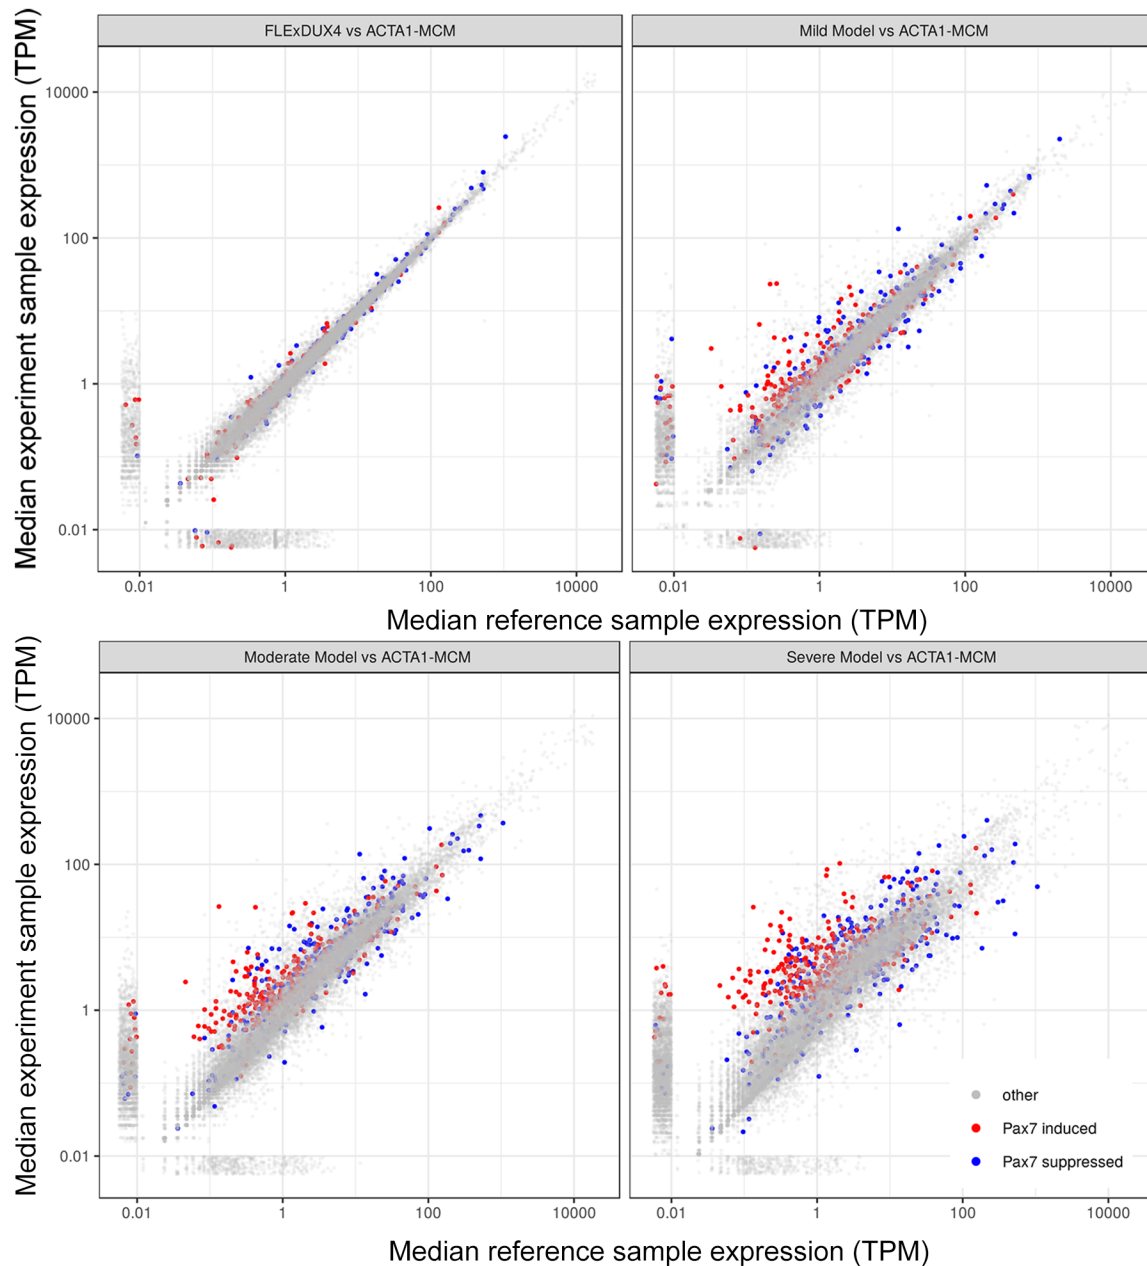 FLExDUX4 vs ACTA1-MCM
Mild Model vs ACTA1-MCM
Median experiment sample expression (TPM)
10000
100
1
0.01
0.01 1 100 10000
0.01 1 100 10000
Median reference sample expression (TPM)
Moderate Model vs ACTA1-MCM
Severe Model vs ACTA1-MCM
Median experiment sample expression (TPM)
10000
100
1
0.01
other
Pax7 induced
Pax7 suppressed
0.01 1 100 10000
0.01 1 100 10000
Median reference sample expression (TPM)